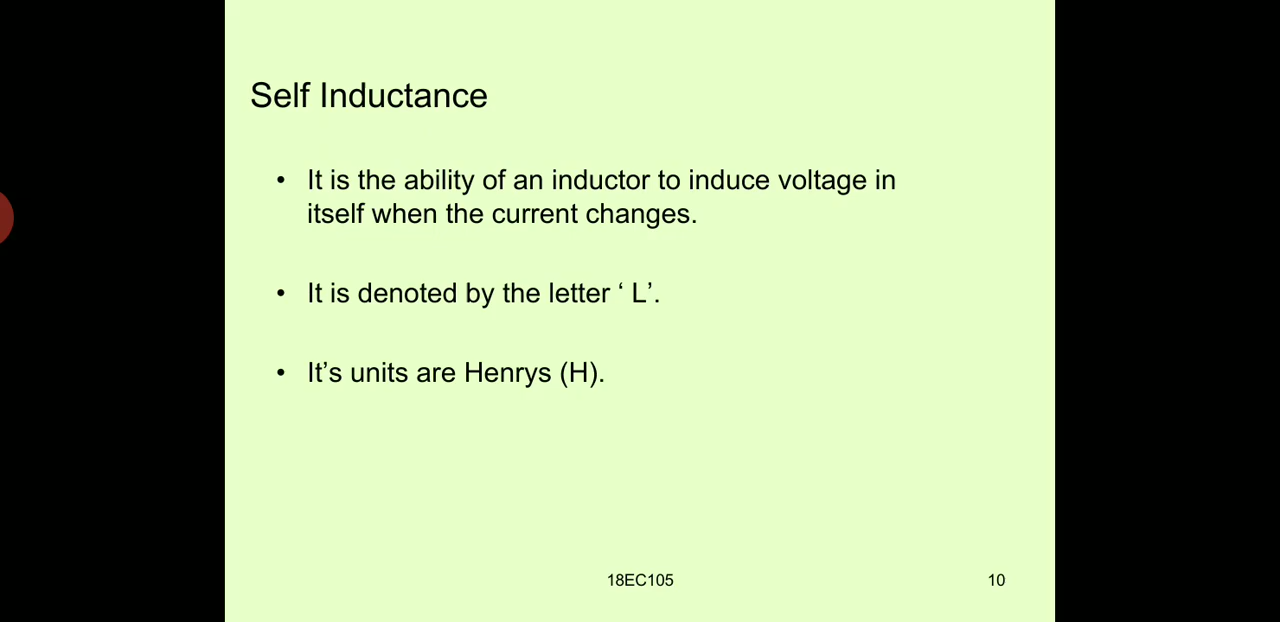 Self Inductance
• It is the ability of an inductor to induce voltage in
itself when the current changes.
• It is denoted by the letter ‘ L’.
• It’s units are Henrys (H).
18EC105
10